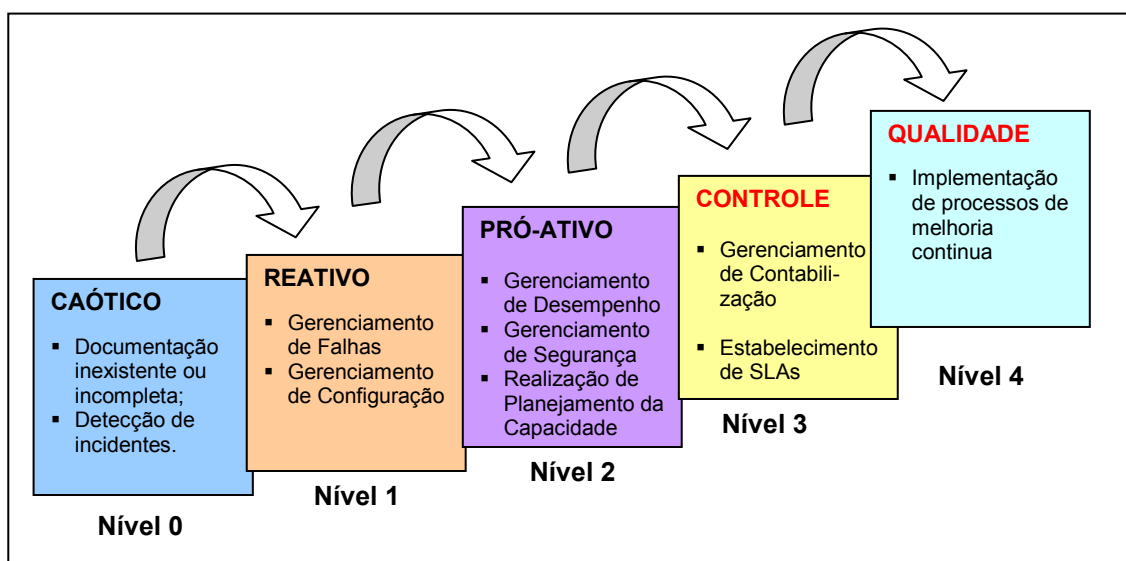 CAÓTICO
▪ Documentação
inexistente ou
incompleta;
▪ Detecção de
incidentes.
Nível 0
REATIVO
▪ Gerenciamento
de Falhas
▪ Gerenciamento
de Configuração
Nível 1
PRÓ-ATIVO
▪ Gerenciamento
de Desempenho
▪ Gerenciamento
de Segurança
▪ Realização de
Planejamento da
Capacidade
Nível 2
CONTROLE
▪ Gerenciamento
de Contabili-
zação
▪ Estabelecimento
de SLAs
Nível 3
QUALIDADE
▪ Implementação
de processos de
melhoria
continua
Nível 4